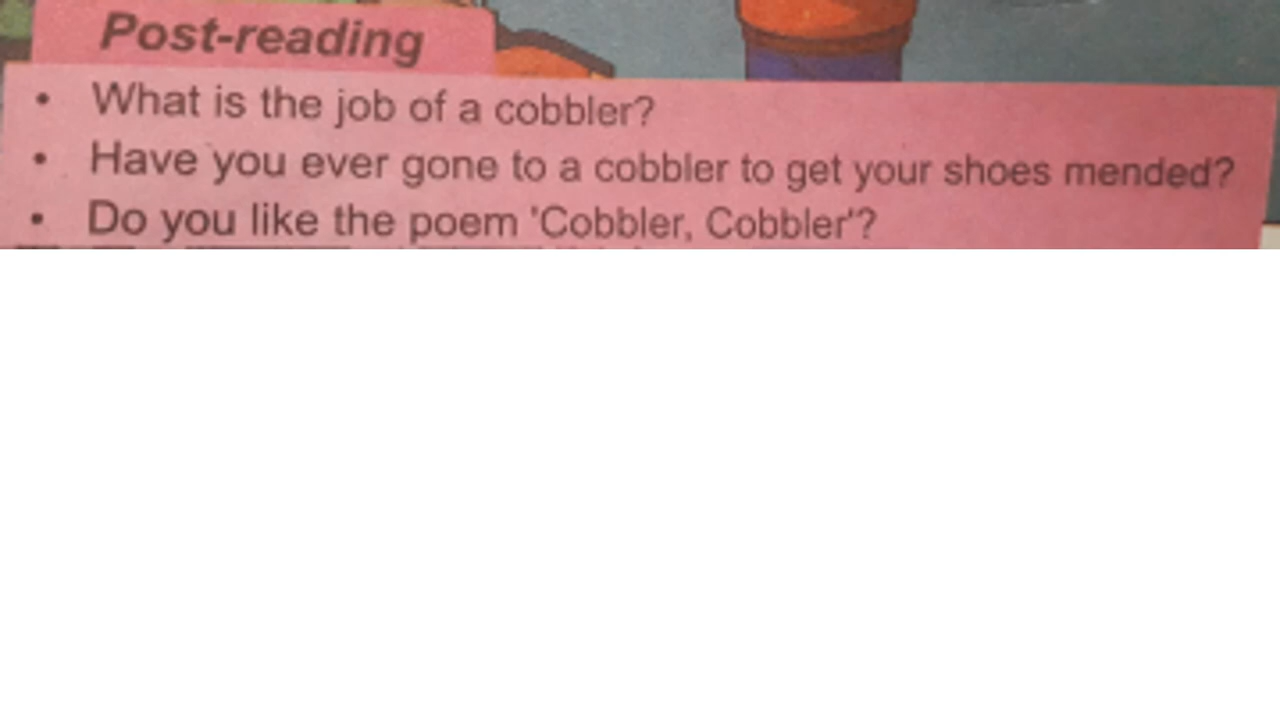 Post-reading
• What is the job of a cobbler?
• Have you ever gone to a cobbler to get your shoes mended?
• Do you like the poem 'Cobbler, Cobbler'?